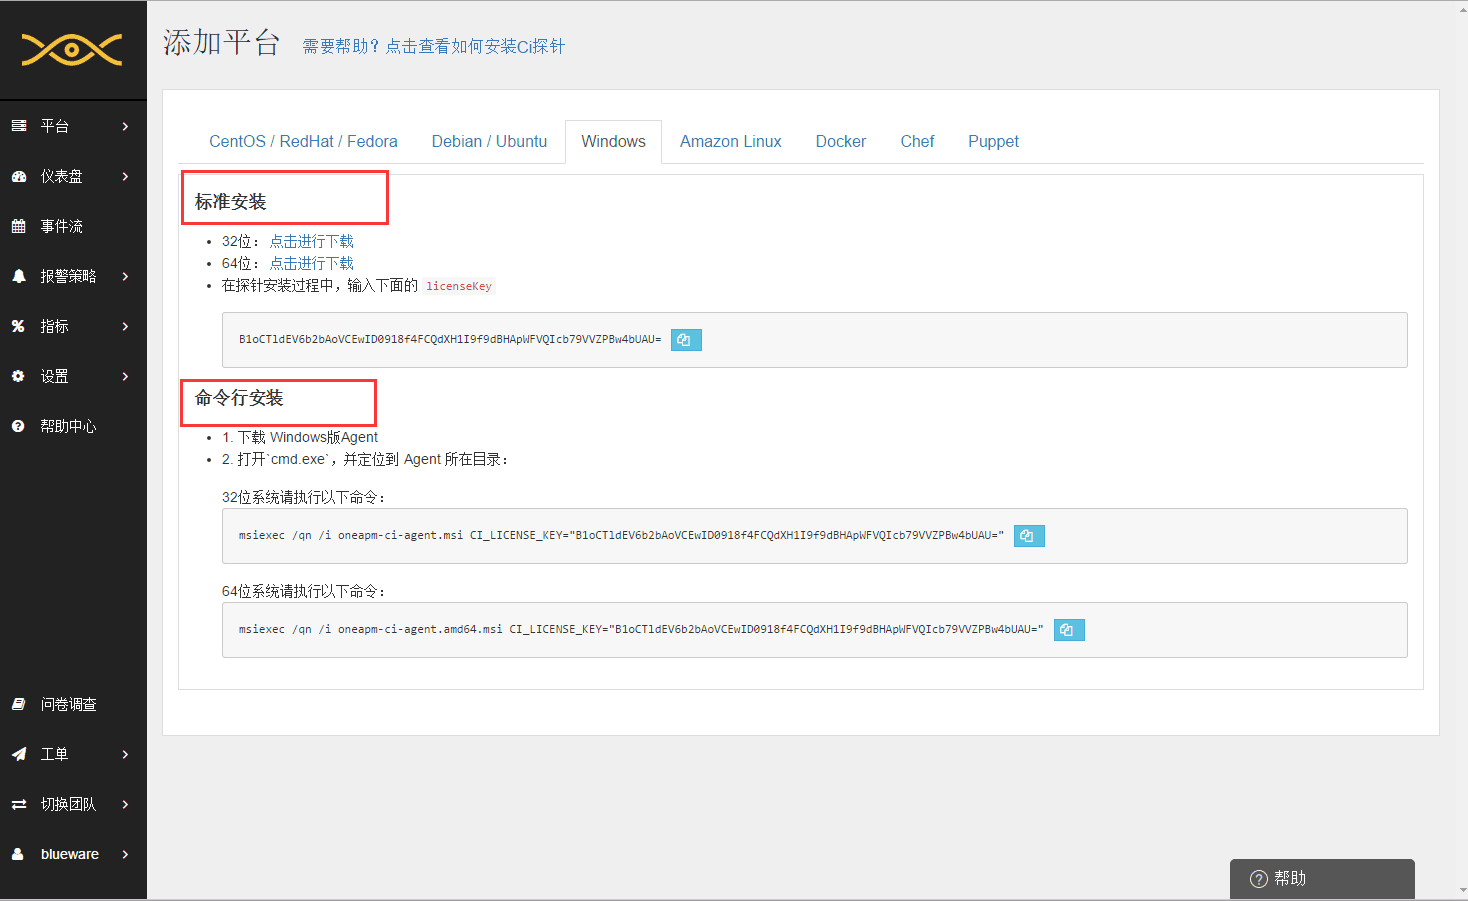 添加平台 需要帮助？点击查看如何安装Ci探针
平台
仪表盘
事件流
报警策略
指标
设置
帮助中心
问卷调查
工单
切换团队
blueware
CentOS / RedHat / Fedora Debian / Ubuntu Windows Amazon Linux Docker Chef Puppet
标准安装
32位： 点击进行下载
64位： 点击进行下载
在探针安装过程中，输入下面的 licenseKey
B1oCTldEV6b2bAoVCEwID0918f4FCQdXH1I9f9dBHApWFVQIcb79VVZPBw4bUAU=
命令行安装
1. 下载 Windows版Agent
2. 打开`cmd.exe`，并定位到 Agent 所在目录：
32位系统请执行以下命令：
msiexec /qn /i oneapm-ci-agent.msi CI_LICENSE_KEY="B1oCTldEV6b2bAoVCEwID0918f4FCQdXH1I9f9dBHApWFVQIcb79VVZPBw4bUAU="
64位系统请执行以下命令：
msiexec /qn /i oneapm-ci-agent.amd64.msi CI_LICENSE_KEY="B1oCTldEV6b2bAoVCEwID0918f4FCQdXH1I9f9dBHApWFVQIcb79VVZPBw4bUAU="
帮助